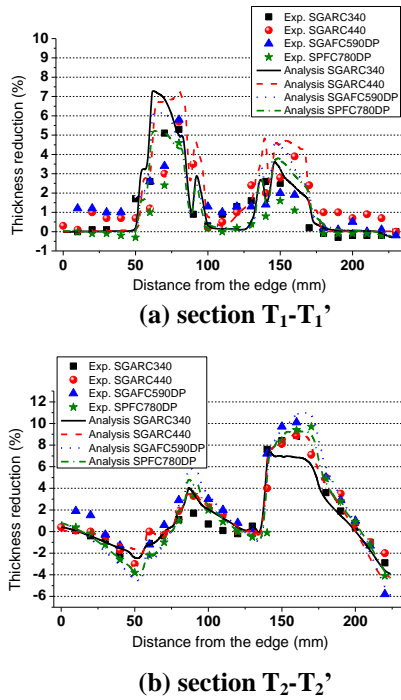 Exp. SGARC340
Exp. SGARC440
Exp. SGAFC590DP
Exp. SPFC780DP
Analysis SGARC340
Analysis SGARC440
Analysis SGAFC590DP
Analysis SPFC780DP
Thickness reduction (%)
10
9
8
7
6
5
4
3
2
1
0
-1
0 50 100 150 200
Distance from the edge (mm)
(a) section T1-T1'
Exp. SGARC340
Exp. SGARC440
Exp. SGAFC590DP
Exp. SPFC780DP
Analysis SGARC340
Analysis SGARC440
Analysis SGAFC590DP
Analysis SPFC780DP
Thickness reduction (%)
12
10
8
6
4
2
0
-2
-4
-6
0 50 100 150 200
Distance from the edge (mm)
(b) section T2-T2'